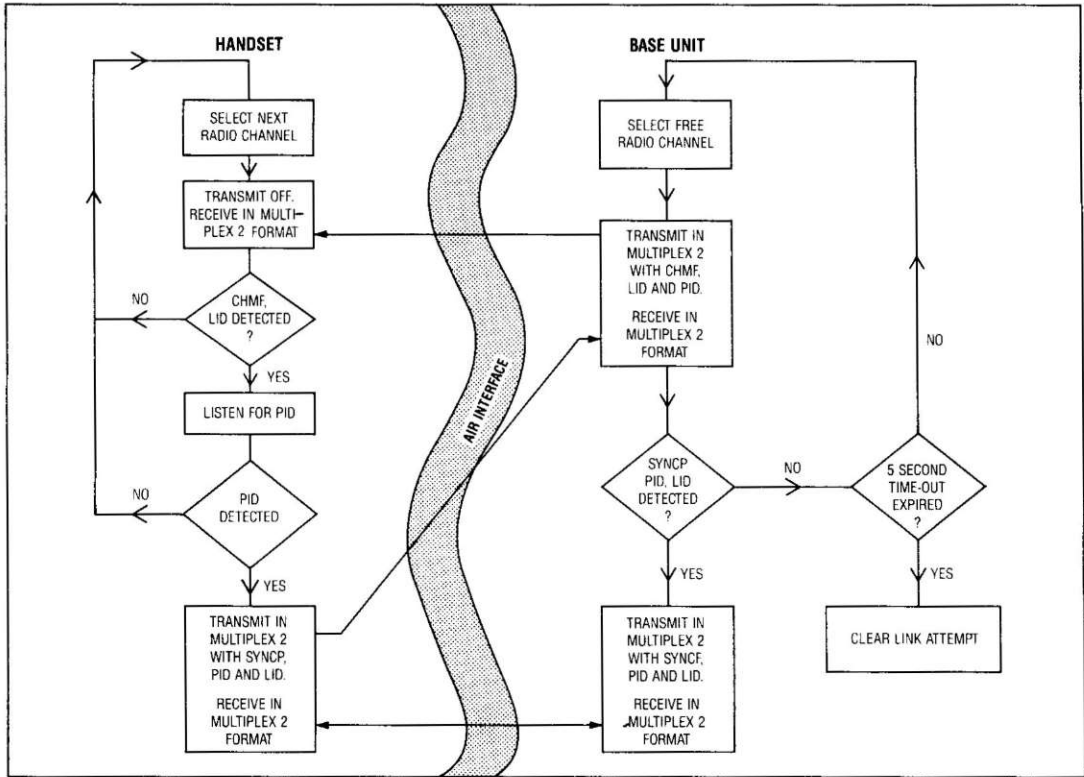 HANDSET
SELECT NEXT
RADIO CHANNEL
TRANSMIT OFF.
RECEIVE IN MULTI-
PLEX 2 FORMAT
CHMF,
LID DETECTED
?
NO
YES
LISTEN FOR PID
PID
DETECTED
NO
YES
TRANSMIT IN
MULTIPLEX 2
WITH SYNCP,
PID AND LID.
RECEIVE IN
MULTIPLEX 2
FORMAT
AIR INTERFACE
BASE UNIT
SELECT FREE
RADIO CHANNEL
TRANSMIT IN
MULTIPLEX 2
WITH CHMF,
LID AND PID.
RECEIVE IN
MULTIPLEX 2
FORMAT
SYNCP
PID, LID
DETECTED
?
NO
YES
TRANSMIT IN
MULTIPLEX 2
WITH SYNCF,
PID AND LID.
RECEIVE IN
MULTIPLEX 2
FORMAT
5 SECOND
TIME-OUT
EXPIRED
?
NO
YES
CLEAR LINK ATTEMPT